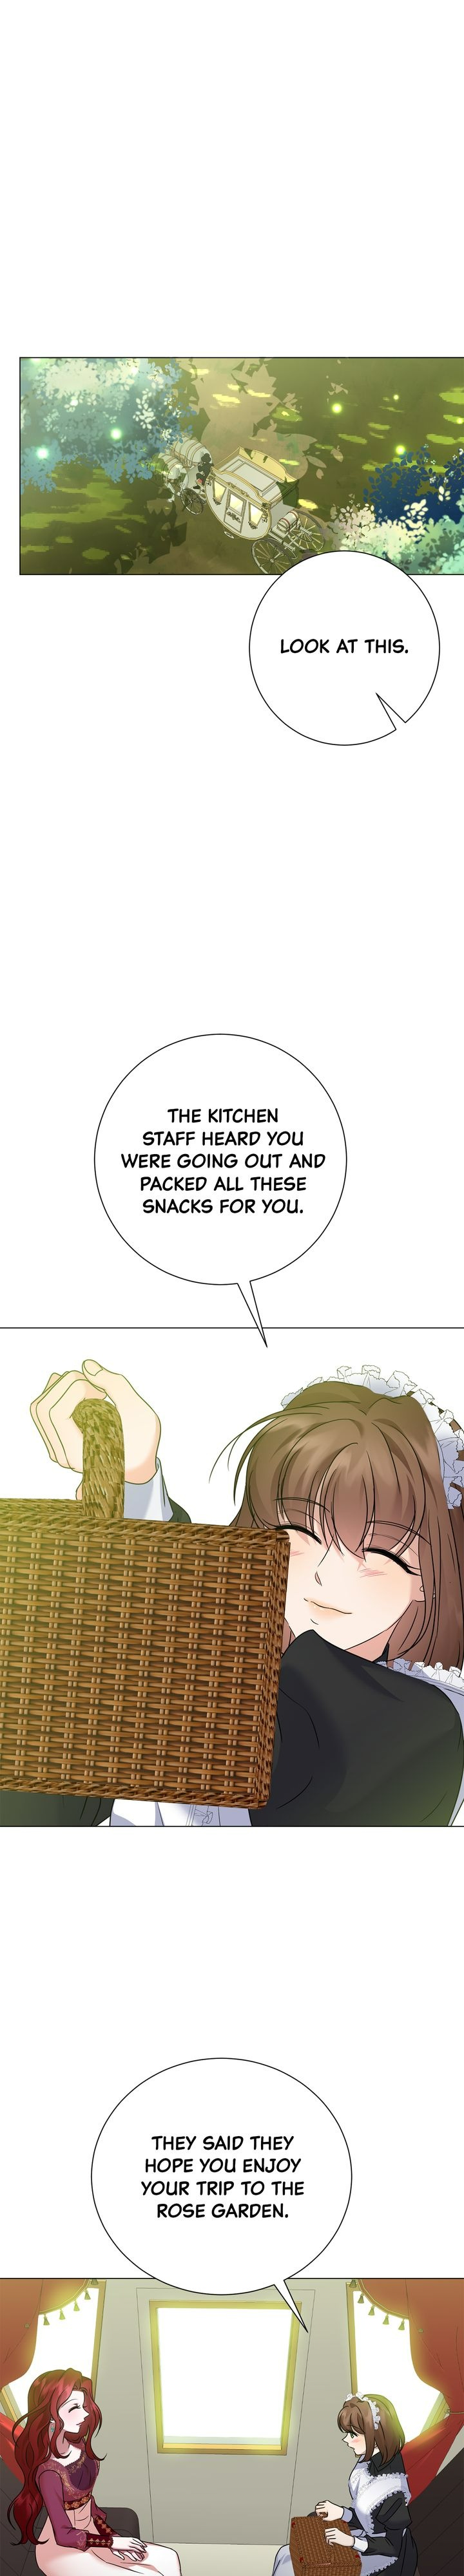 LOOK AT THIS.
THE KITCHEN
STAFF HEARD YOU
WERE GOING OUT AND
PACKED ALL THESE
SNACKS FOR YOU.
THEY SAID THEY
HOPE YOU ENJOY
YOUR TRIP TO THE
ROSE GARDEN.